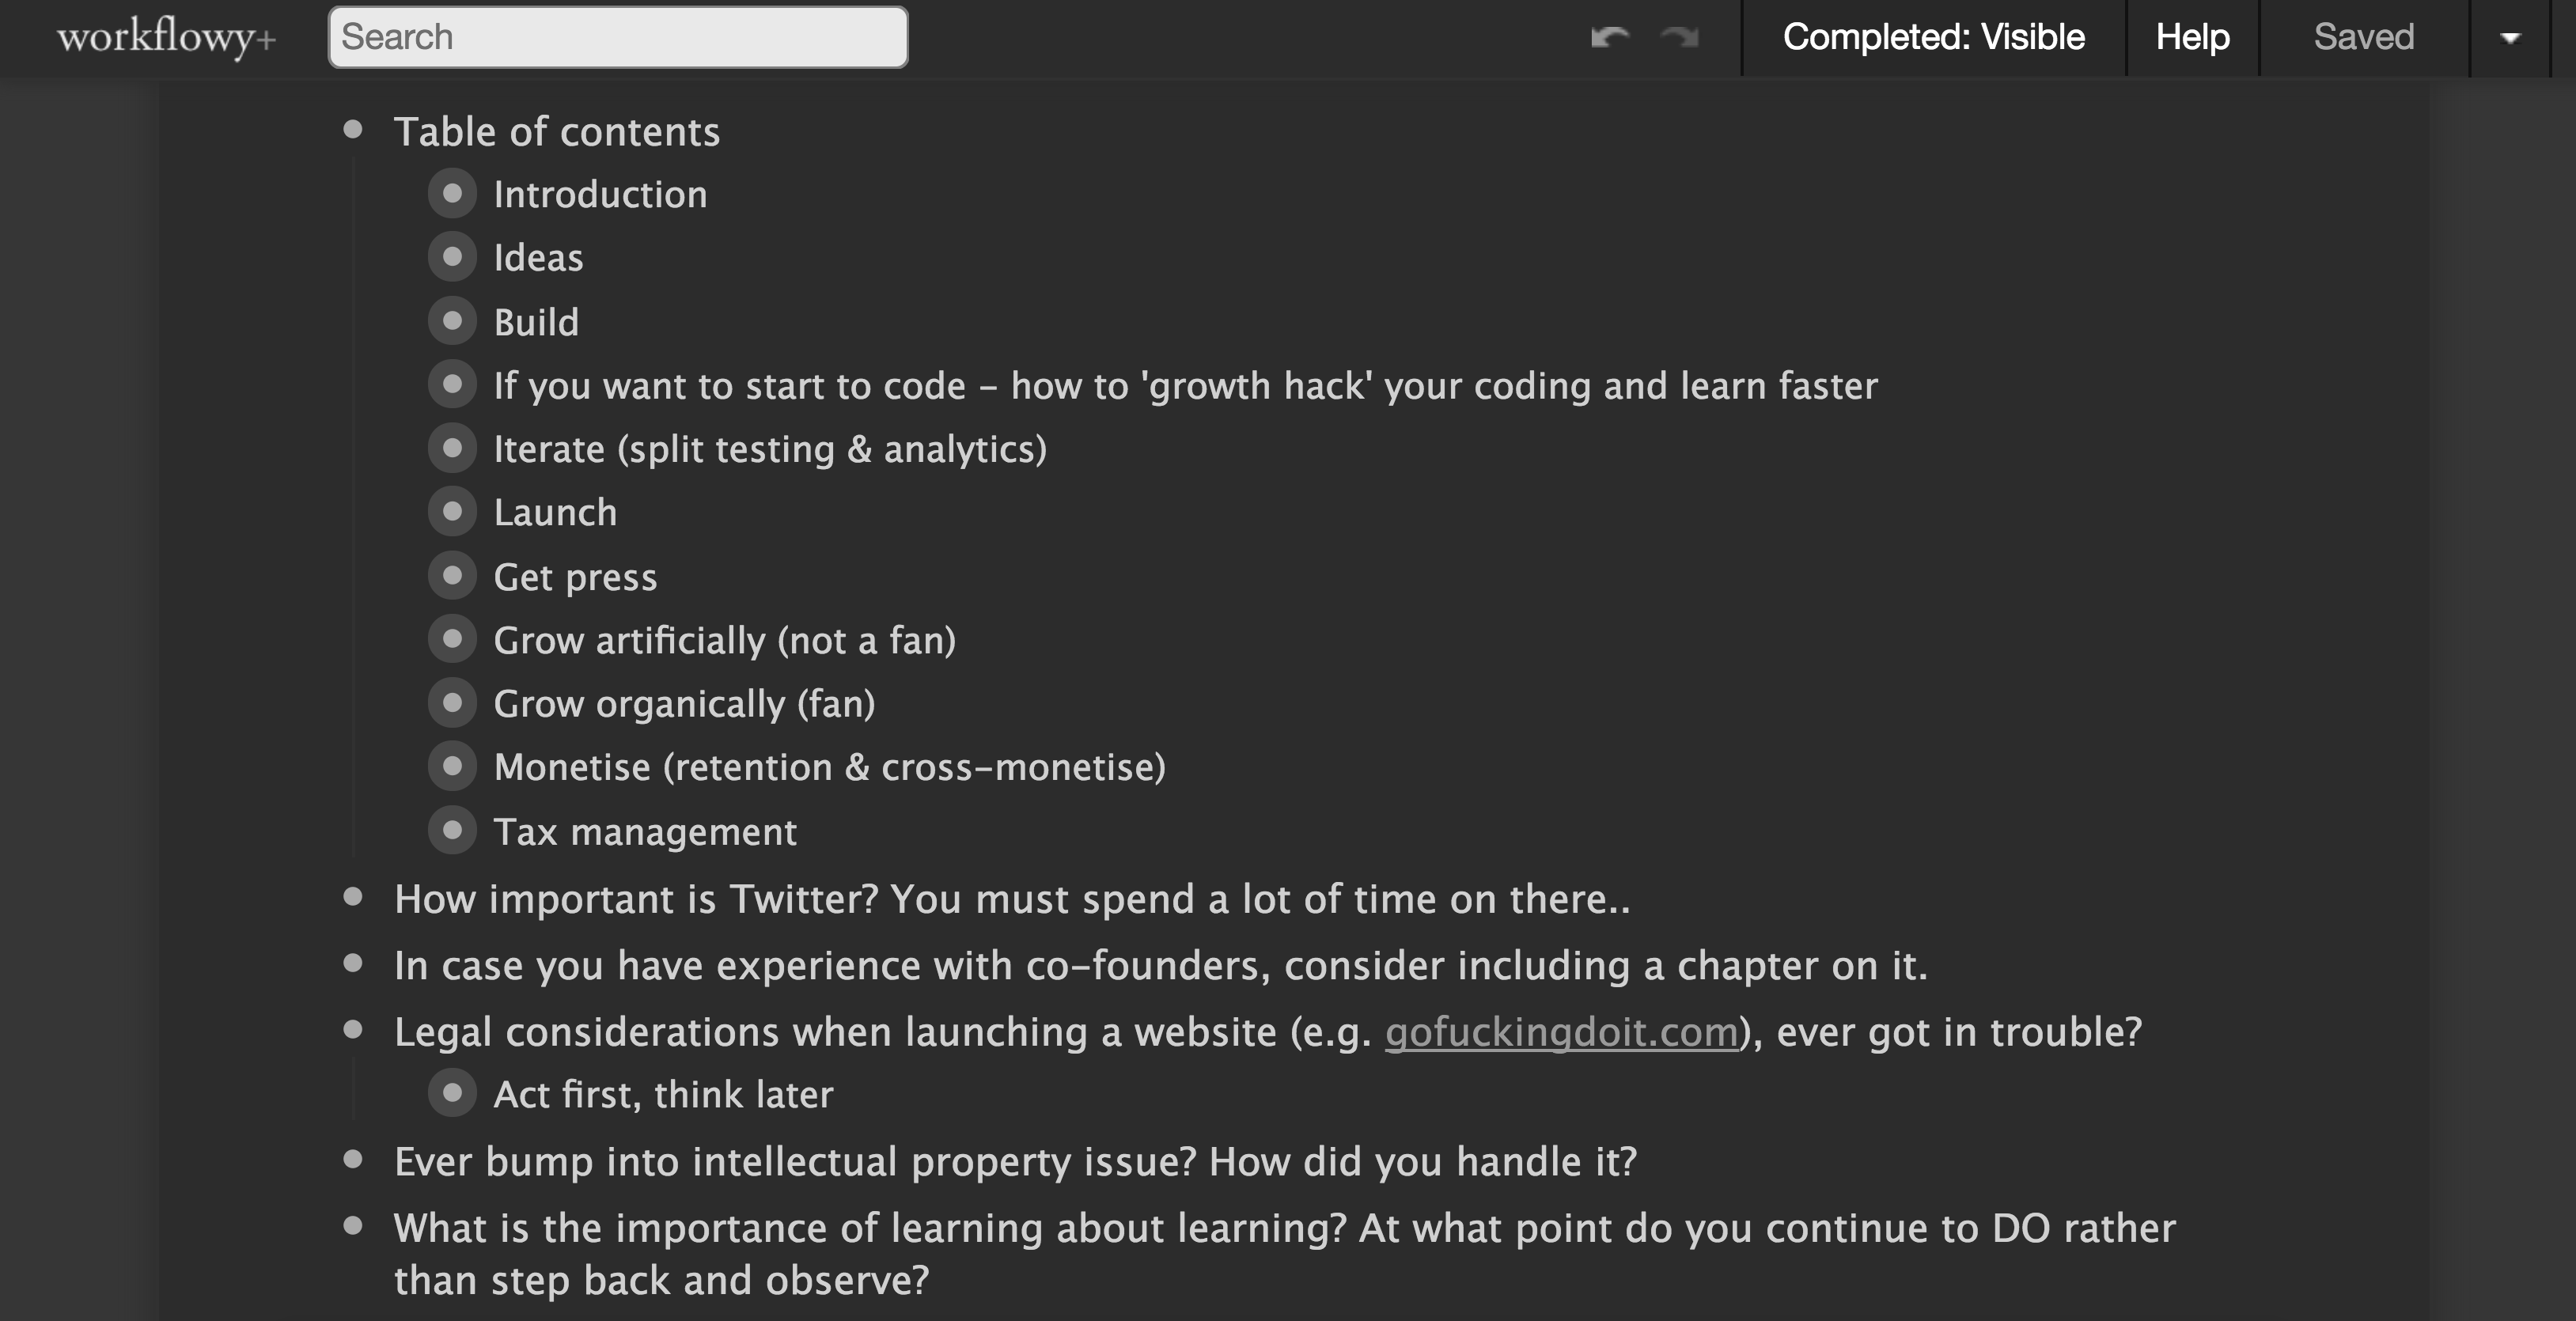 workflowy+
Search
Completed: Visible
Help
Saved
Table of contents
Introduction
Ideas
Build
If you want to start to code – how to 'growth hack' your coding and learn faster
Iterate (split testing & analytics)
Launch
Get press
Grow artificially (not a fan)
Grow organically (fan)
Monetise (retention & cross-monetise)
Tax management
How important is Twitter? You must spend a lot of time on there..
In case you have experience with co-founders, consider including a chapter on it.
Legal considerations when launching a website (e.g. gofuckingdoit.com), ever got in trouble?
Act first, think later
Ever bump into intellectual property issue? How did you handle it?
What is the importance of learning about learning? At what point do you continue to DO rather
than step back and observe?